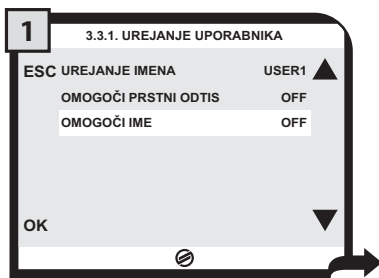 1
3.3.1. UREJANJE UPORABNIKA
ESC UREJANJE IMENA USER1
OMOGOČI PRSTNI ODTIS OFF
OMOGOČI IME OFF
OK